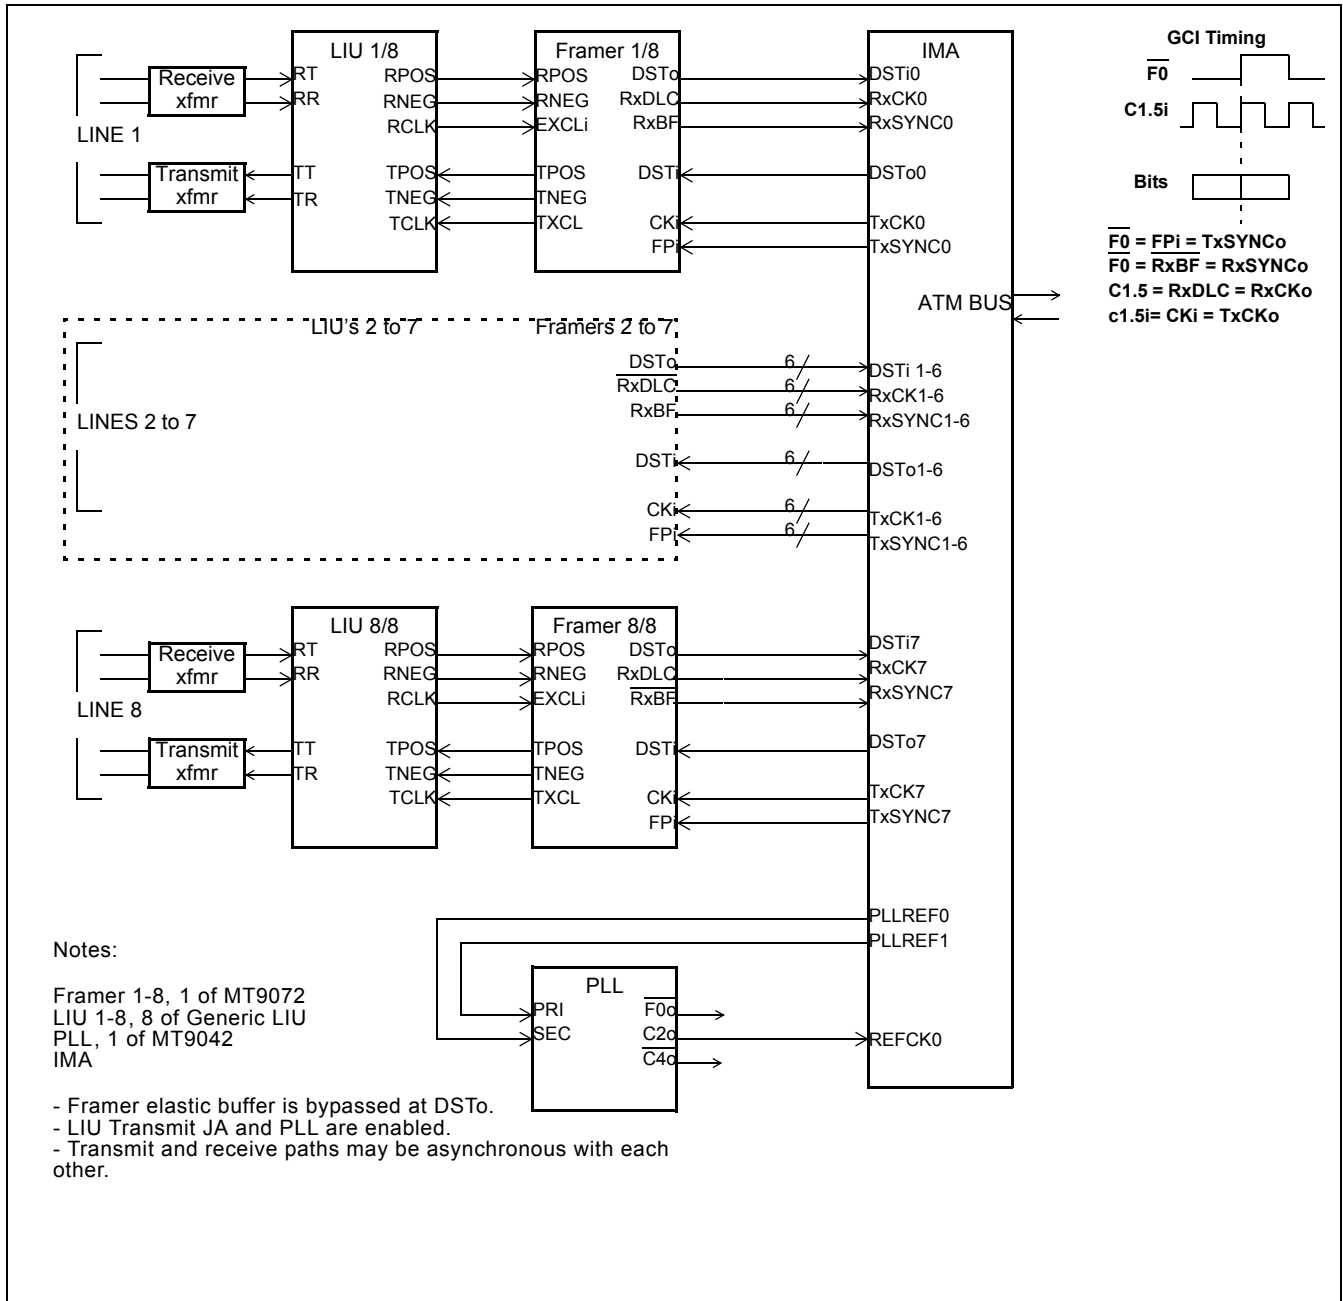 LIU 1/8
Framer 1/8
IMA
GCI Timing
Receive
xfmr
RT
RR
RPOS
RNEG
RCLK
RPOS
RNEG
EXCLi
DSTo
RxDLC
RxBF
DSTi0
RxCK0
RxSYNC0
F0
C1.5i
LINE 1
Transmit
xfmr
TT
TR
TPOS
TNEG
TCLK
TPOS
TNEG
TXCL
DSTi
CKi
FPi
DSTo0
TxCK0
TxSYNC0
Bits
F0 = FPi = TxSYNCo
F0 = RxBF = RxSYNCo
C1.5 = RxDLC = RxCKo
c1.5i= CKi = TxCKo
ATM BUS
LIU's 2 to 7
Framers 2 to 7
LINES 2 to 7
DSTo
RxDLC
RxBF
DSTi
CKi
FPi
6
6
6
6
6
6
DSTi 1-6
RxCK1-6
RxSYNC1-6
DSTo1-6
TxCK1-6
TxSYNC1-6
LIU 8/8
Framer 8/8
Receive
xfmr
RT
RR
RPOS
RNEG
RCLK
RPOS
RNEG
EXCLi
DSTo
RxDLC
RxBF
DSTi7
RxCK7
RxSYNC7
LINE 8
Transmit
xfmr
TT
TR
TPOS
TNEG
TCLK
TPOS
TNEG
TXCL
DSTi
CKi
FPi
DSTo7
TxCK7
TxSYNC7
PLLREF0
PLLREF1
PLL
PRI
SEC
F0o
C2o
C4o
REFCK0
Notes:
Framer 1-8, 1 of MT9072
LIU 1-8, 8 of Generic LIU
PLL, 1 of MT9042
IMA
- Framer elastic buffer is bypassed at DSTo.
- LIU Transmit JA and PLL are enabled.
- Transmit and receive paths may be asynchronous with each
other.